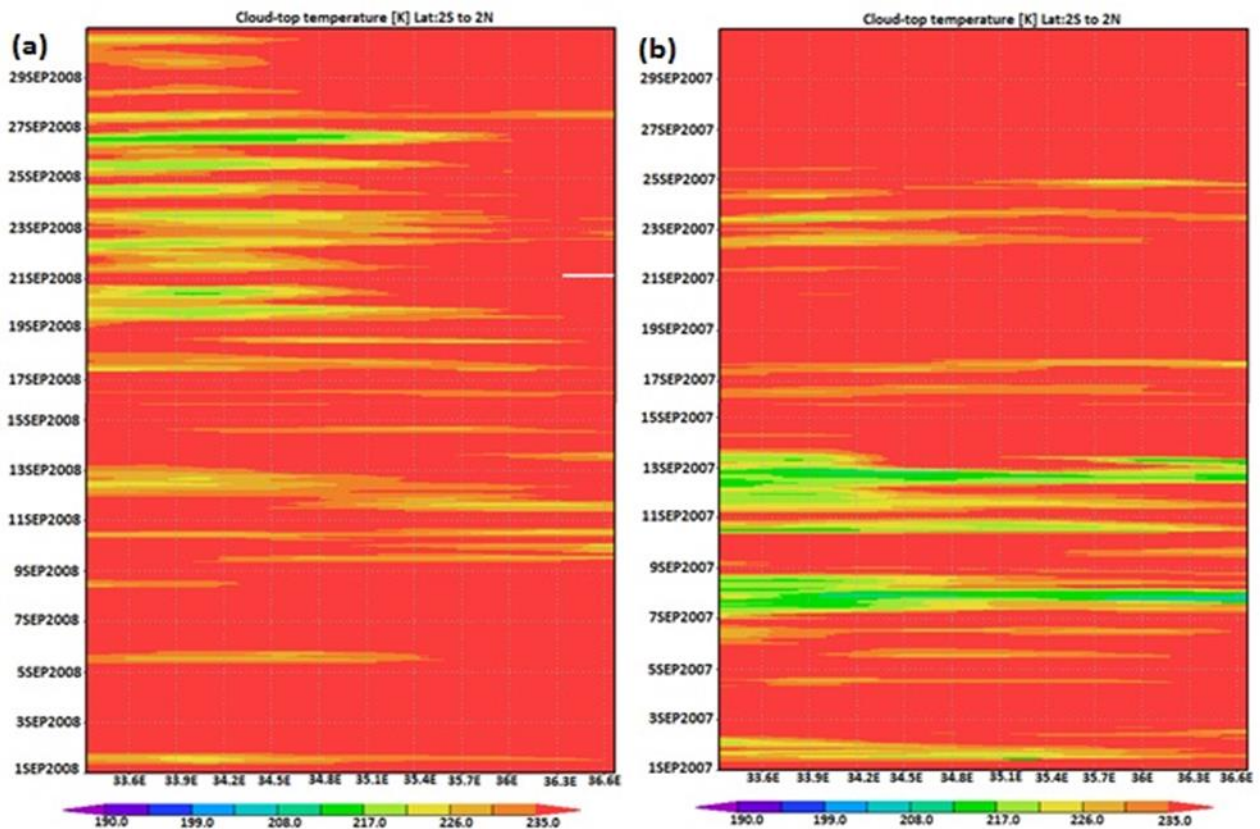 Cloud-top temperature [K] Lat:2S to 2N
(a)
29SEP2008
27SEP2008
25SEP2008
23SEP2008
21SEP2008
19SEP2008
17SEP2008
15SEP2008
13SEP2008
11SEP2008
9SEP2008
7SEP2008
5SEP2008
3SEP2008
1SEP2008
33.6E 33.9E 34.2E 34.5E 34.8E 35.1E 35.4E 35.7E 36E 36.3E 36.6E
190.0 199.0 208.0 217.0 226.0 235.0
Cloud-top temperature [K] Lat:2S to 2N
(b)
29SEP2007
27SEP2007
25SEP2007
23SEP2007
21SEP2007
19SEP2007
17SEP2007
15SEP2007
13SEP2007
11SEP2007
9SEP2007
7SEP2007
5SEP2007
3SEP2007
1SEP2007
33.6E 33.9E 34.2E 34.5E 34.8E 35.1E 35.4E 35.7E 36E 36.3E 36.6E
190.0 199.0 208.0 217.0 226.0 235.0